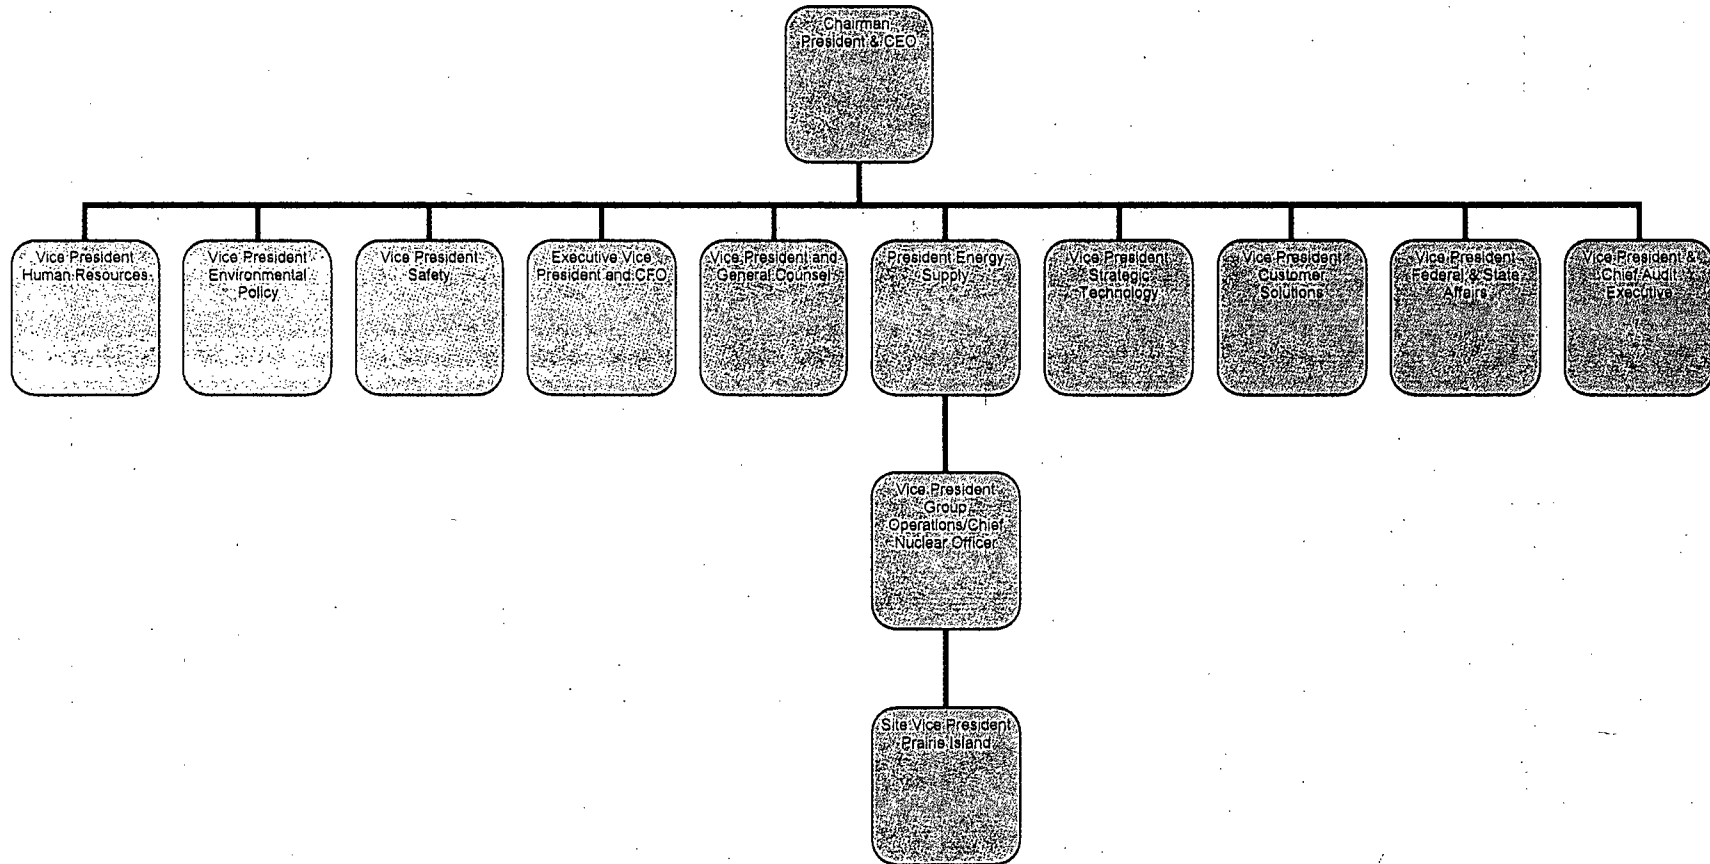 Chairman
President & CEO
Vice President
Human Resources
Vice President
Environmental
Policy
Vice President
Safety
Executive Vice
President and CFO
Vice President and
General Counsel
President Energy
Supply
Vice President
Strategic
Technology
Vice President
Customer
Solutions
Vice President
Federal & State
Affairs
Vice President &
Chief Audit
Executive
Vice President
Group
Operations/Chief
Nuclear Officer
Site Vice President
Prairie Island